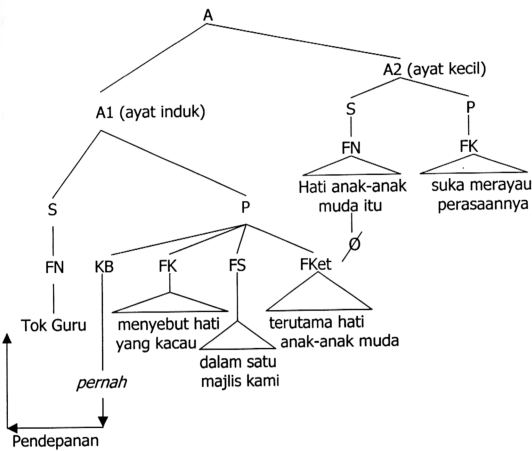 A
A2 (ayat kecil)
A1 (ayat induk)
S P
FN FK
Hati anak-anak
muda itu
suka merayau
perasaannya
Ø
S P
FN KB FK FS FKet
Tok Guru
menyebut hati
yang kacau
terutama hati
anak-anak muda
dalam satu
majlis kami
pernah
Pendepanan